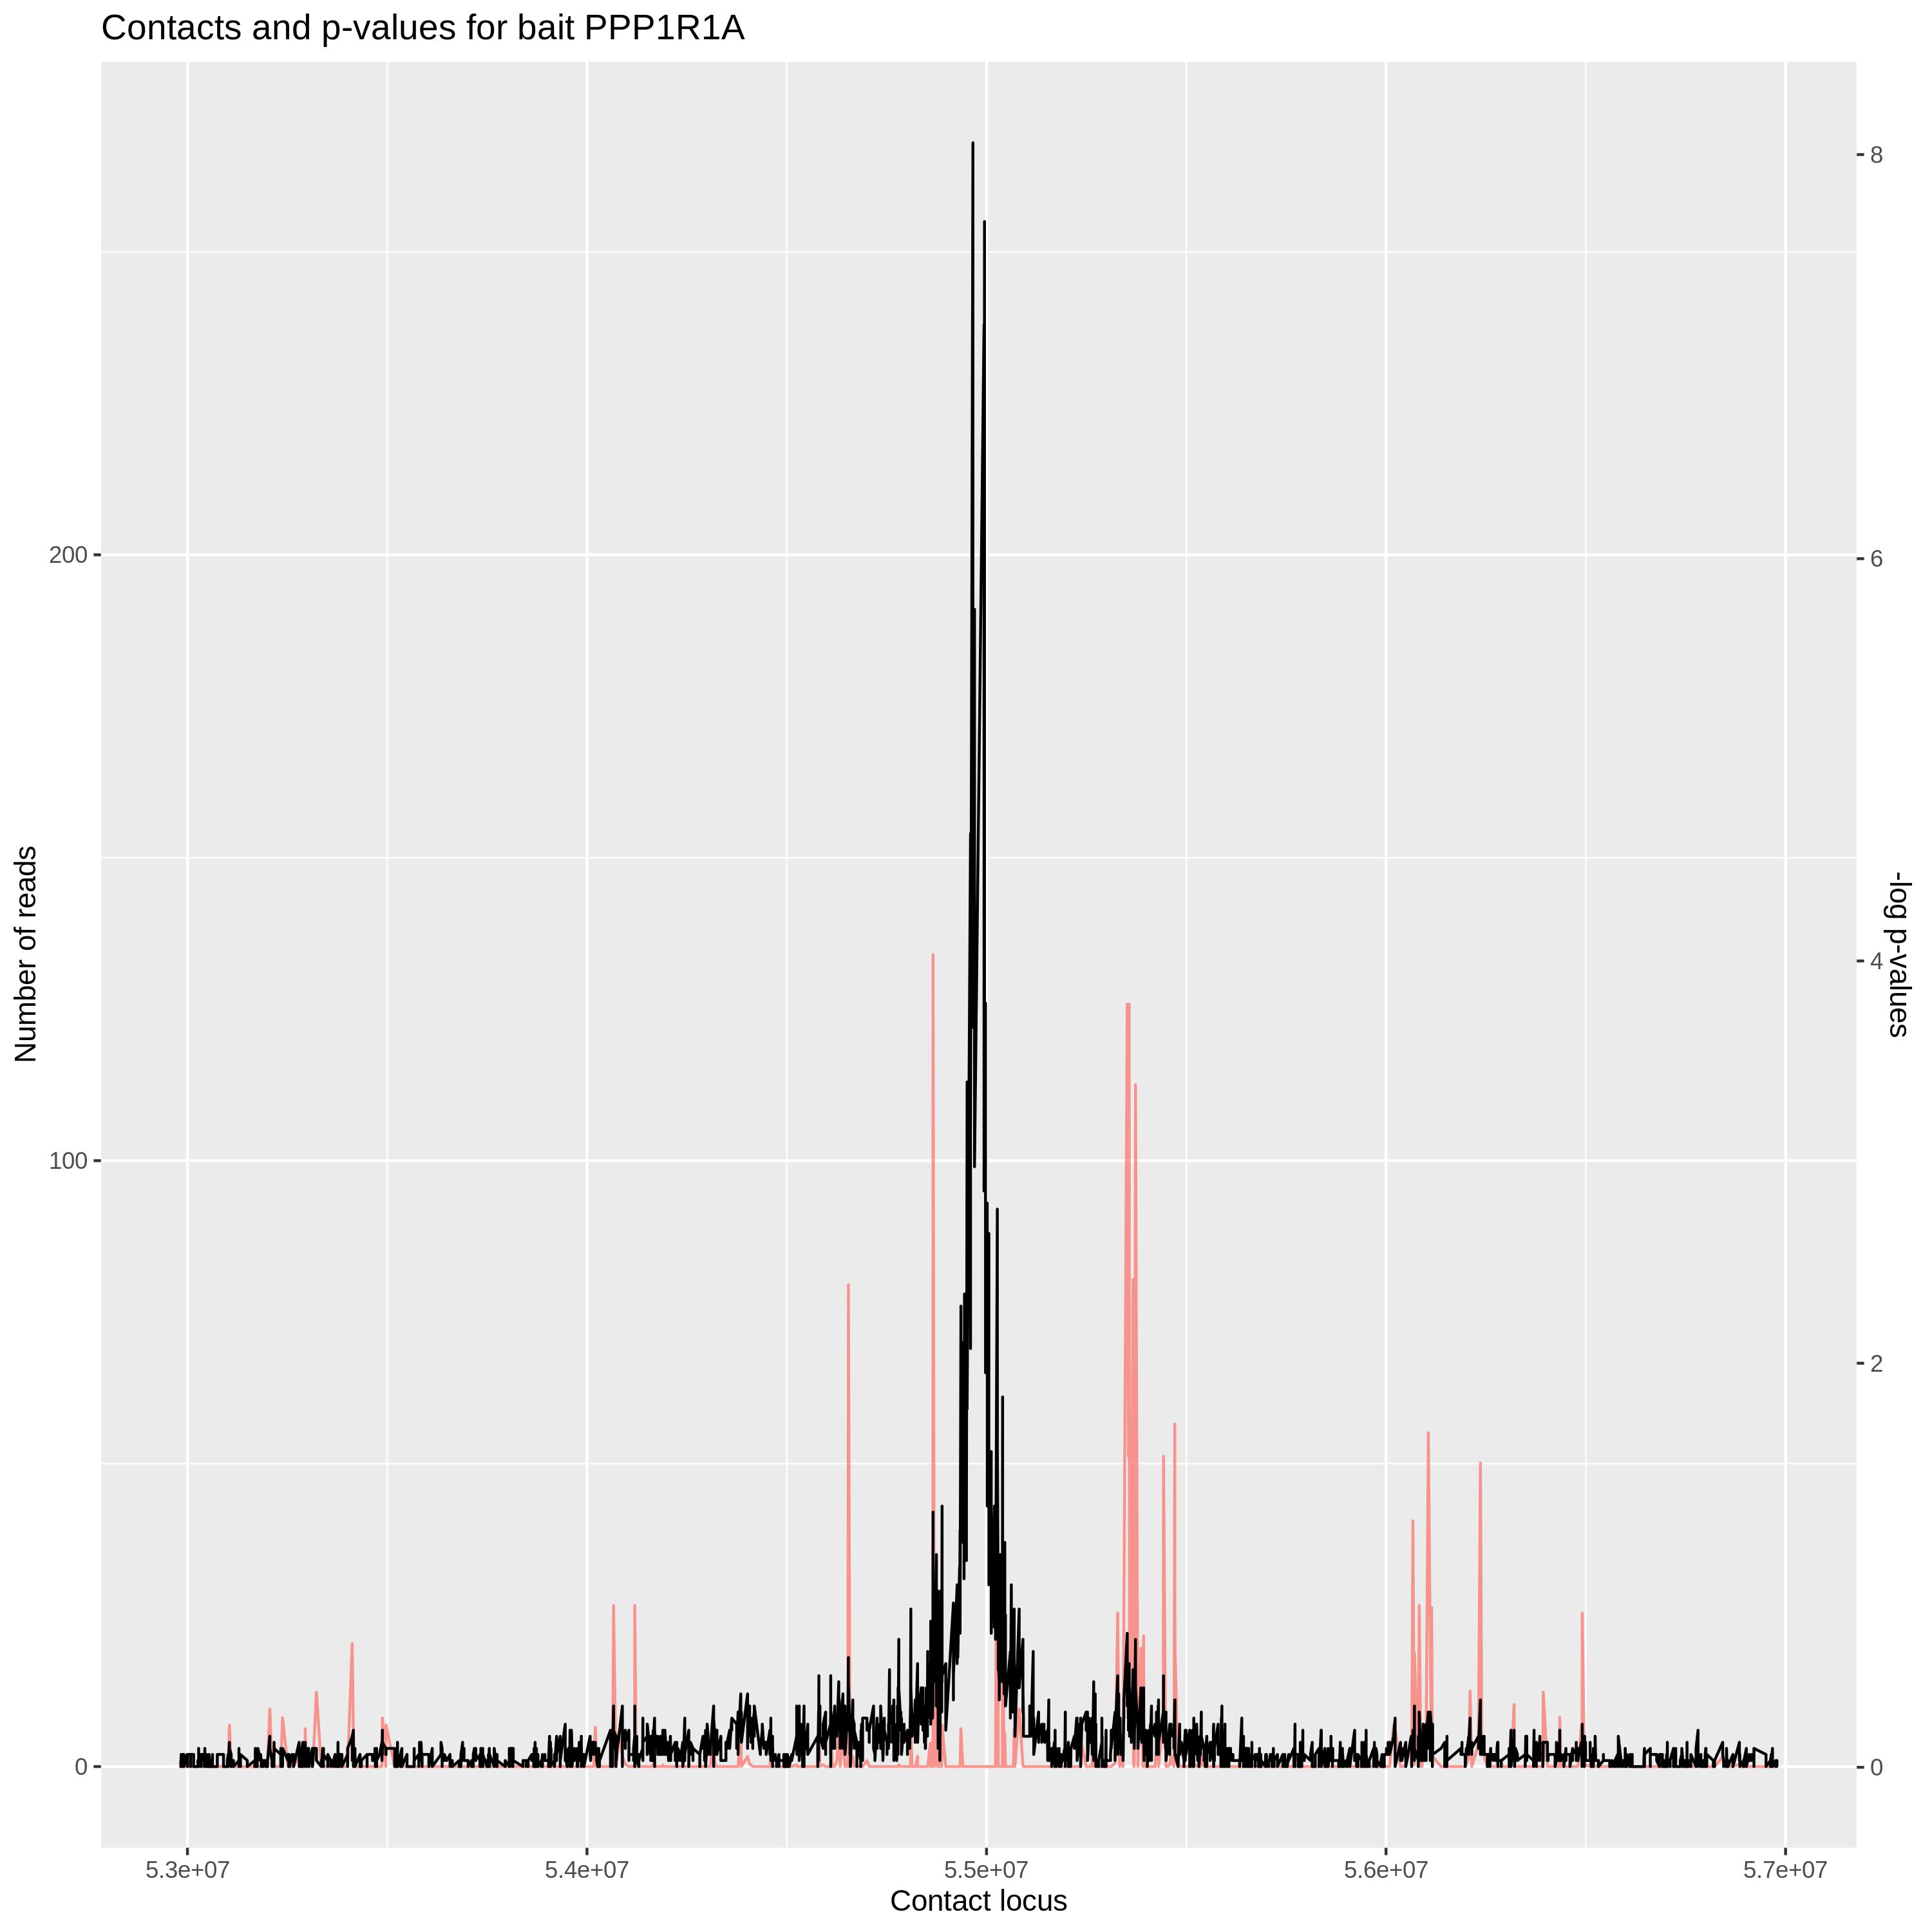 Contacts and p-values for bait PPP1R1A
Number of reads
200
100
0
8
6
4
2
0
-log p-values
5.3e+07
5.4e+07
5.5e+07
5.6e+07
5.7e+07
Contact locus